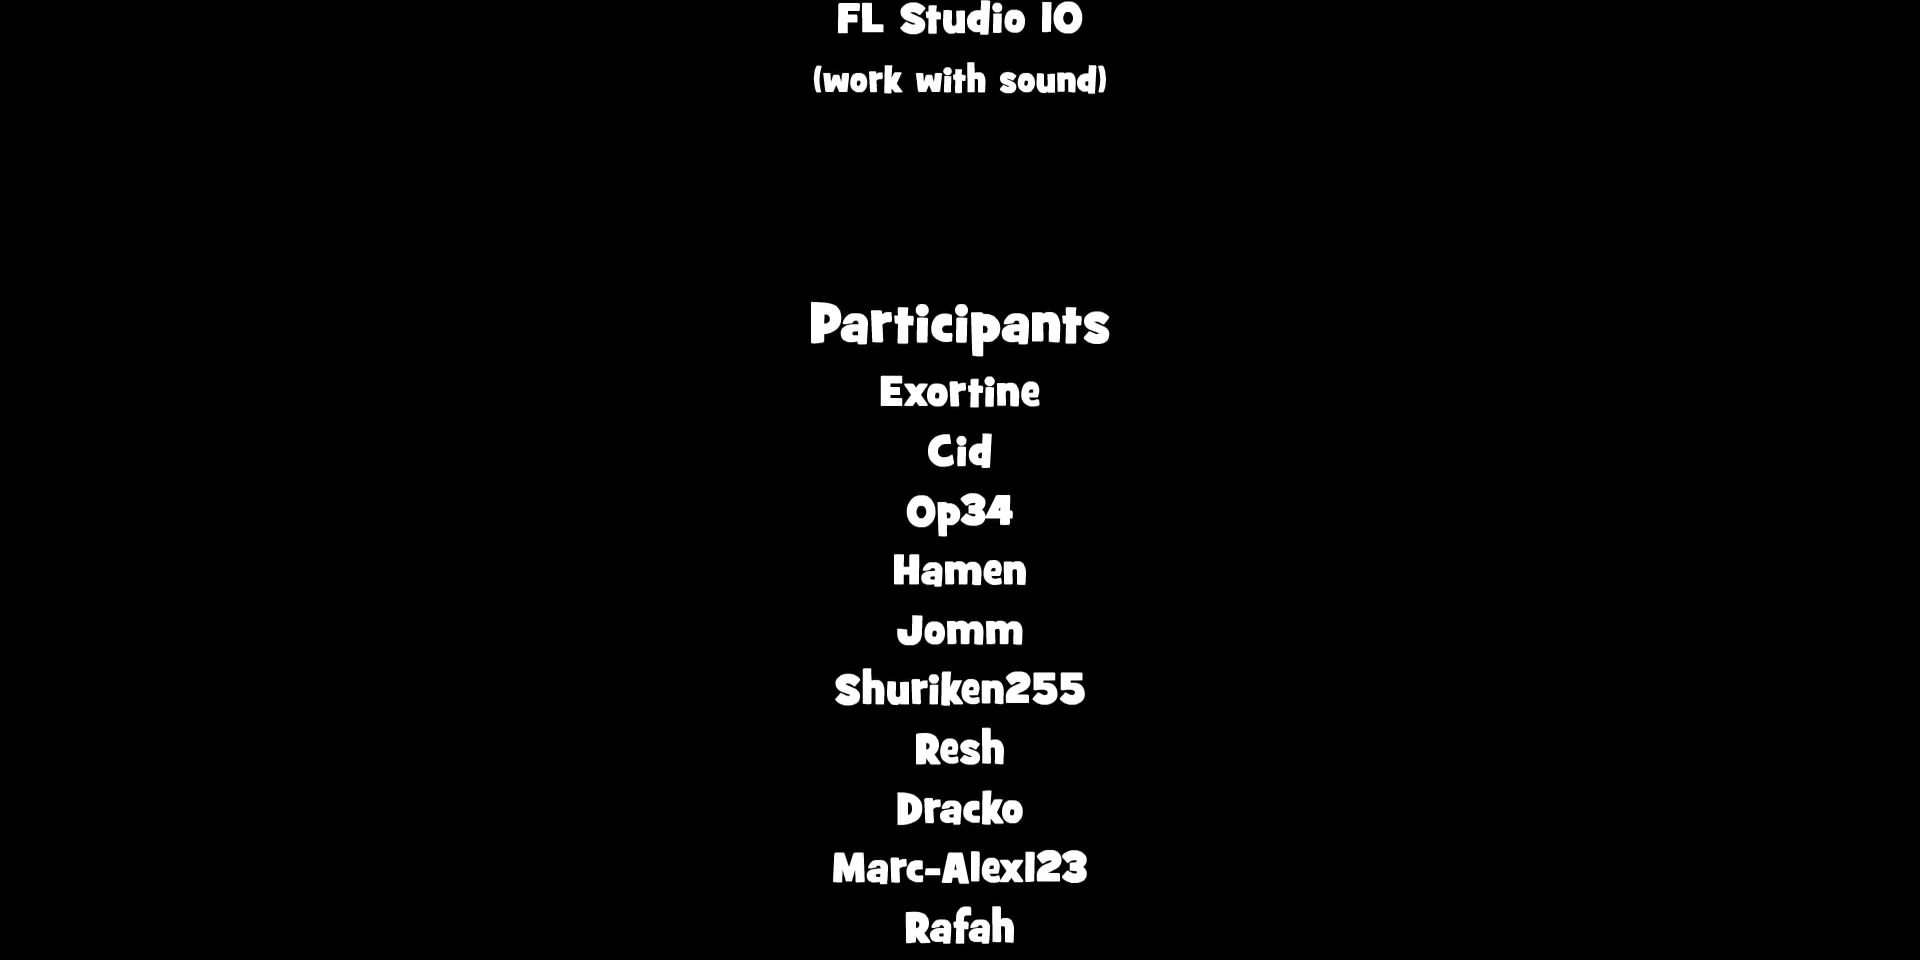 FL Studio 10
(work with sound)
Participants
Exortine
Cid
Op34
Hamen
Jomm
Shuriken255
Resh
Dracko
Marc-Alex123
Rafah